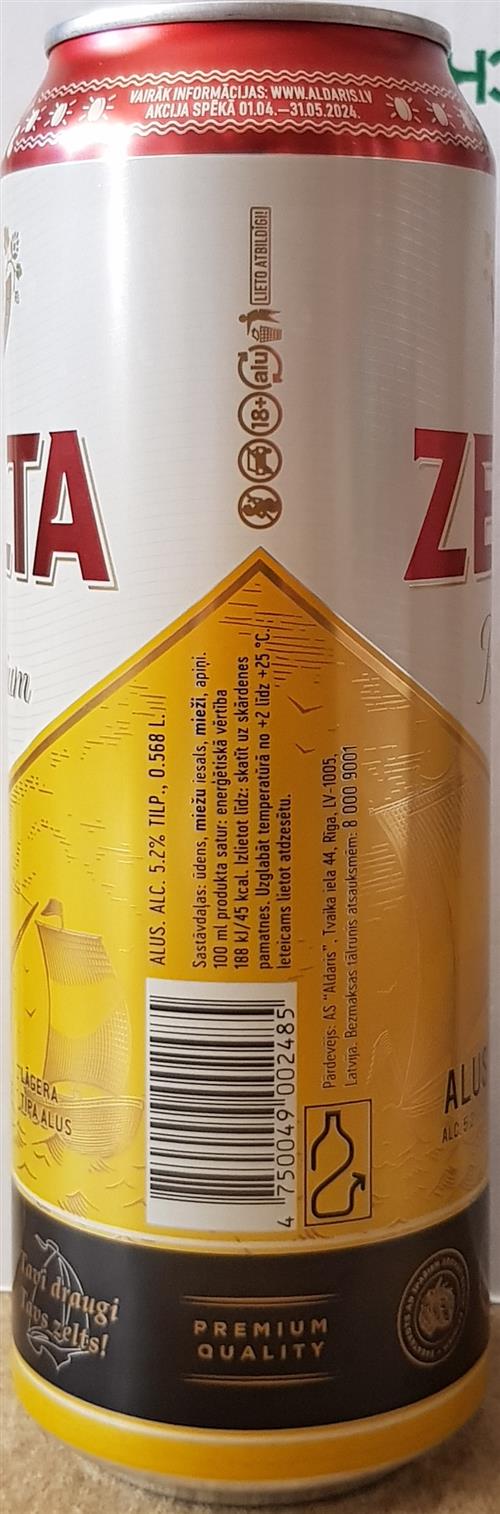 VAIRĀK INFORMĀCIJAS: WWW.ALDARIS.LV
AKCIJA SPĒKĀ 01.04.–31.05.2024.
LIETO ATBILDĪGI!
alu
18+
LTA
ZE
ALUS. ALC. 5.2% TILP., 0.568 L.
Sastāvdaļas: ūdens, miežu iesals, mieži, apiņi.
100 ml produkta satur: enerģētiskā vērtība
188 kJ/45 kcal. Izlietot līdz: skatīt uz skārdenes
pamatnes. Uzglabāt temperatūrā no +2 līdz +25 °C.
Ieteicams lietot atdzesētu.
Pārdevējs: AS "Aldaris", Tvaika iela 44, Rīga, LV-1005,
Latvija. Bezmaksas tālrunis atsauksmēm: 8 000 9001
4 750049 002485
LĀGERA
TIPA ALUS
ALUS
ALC. 5.2
Tavi draugi
Tavs zelts!
PREMIUM
QUALITY